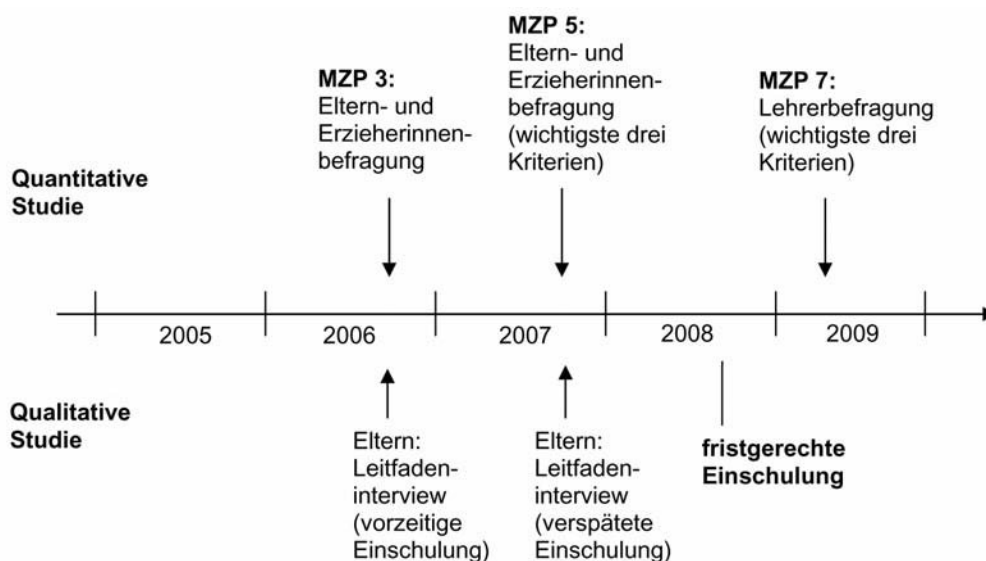 MZP 3:
Eltern- und
Erzieherinnen-
befragung
MZP 5:
Eltern- und
Erzieherinnen-
befragung
(wichtigste drei
Kriterien)
MZP 7:
Lehrerbefragung
(wichtigste drei
Kriterien)
Quantitative
Studie
2005
2006
2007
2008
2009
Qualitative
Studie
Eltern:
Leitfaden-
interview
(vorzeitige
Einschulung)
Eltern:
Leitfaden-
interview
(verspätete
Einschulung)
fristgerechte
Einschulung